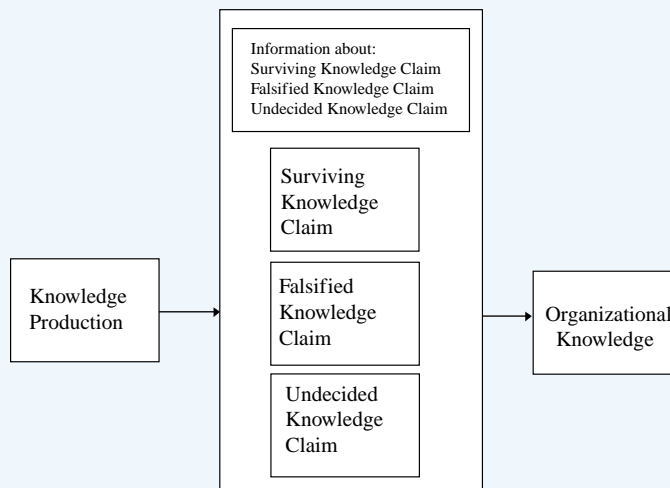 Information about:
Surviving Knowledge Claim
Falsified Knowledge Claim
Undecided Knowledge Claim
Surviving
Knowledge
Claim
Falsified
Knowledge
Claim
Undecided
Knowledge
Claim
Knowledge
Production
Organizational
Knowledge